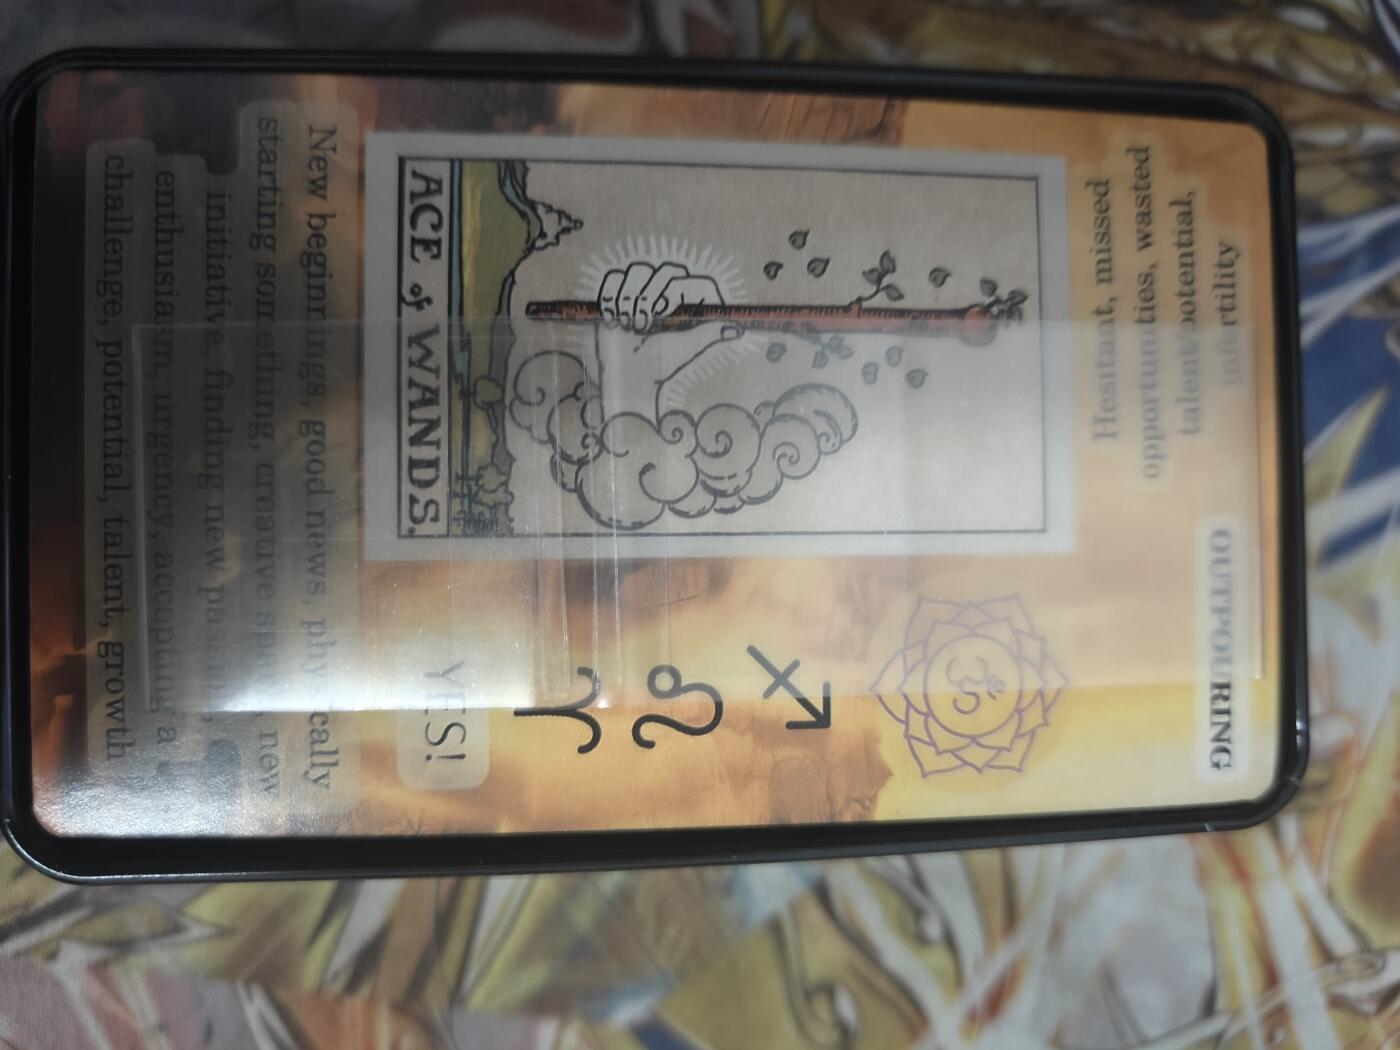 Hesitant, missed
opportunities, wasted
talent/potential,
infertility
OUTPOURING
ACE of WANDS.
YES!
New beginnings, good news, physically
starting something, creative spark, new
initiative, finding new passion,
enthusiasm, urgency, accepting a
challenge, potential, talent, growth